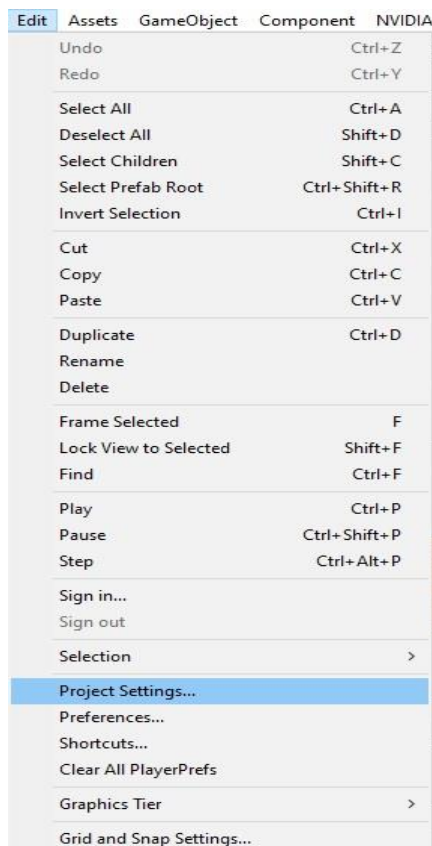 Edit Assets GameObject Component NVIDIA
Undo Ctrl+Z
Redo Ctrl+Y
Select All Ctrl+A
Deselect All Shift+D
Select Children Shift+C
Select Prefab Root Ctrl+Shift+R
Invert Selection Ctrl+I
Cut Ctrl+X
Copy Ctrl+C
Paste Ctrl+V
Duplicate Ctrl+D
Rename
Delete
Frame Selected F
Lock View to Selected Shift+F
Find Ctrl+F
Play Ctrl+P
Pause Ctrl+Shift+P
Step Ctrl+Alt+P
Sign in...
Sign out
Selection >
Project Settings...
Preferences...
Shortcuts...
Clear All PlayerPrefs
Graphics Tier >
Grid and Snap Settings...